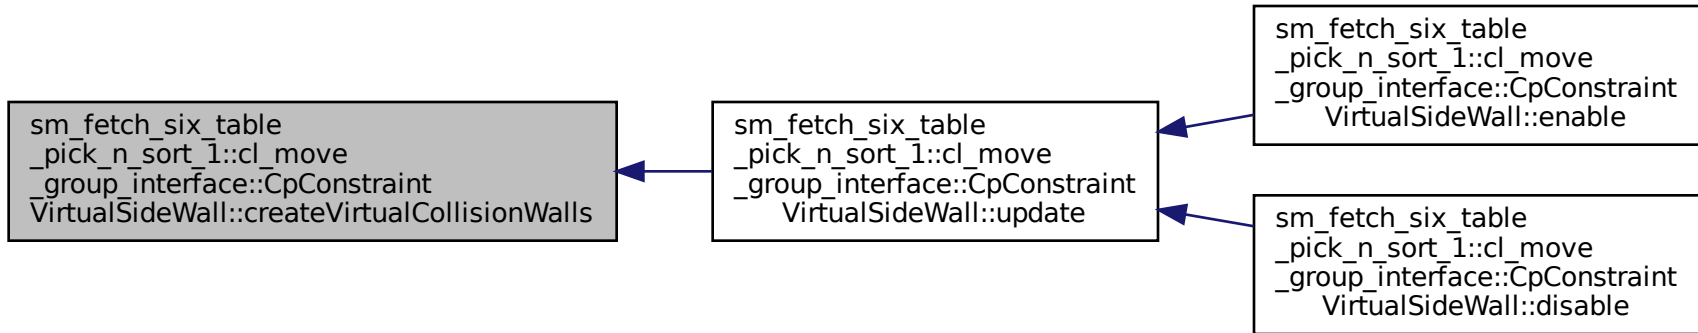 sm_fetch_six_table
_pick_n_sort_1::cl_move
_group_interface::CpConstraint
VirtualSideWall::createVirtualCollisionWalls
sm_fetch_six_table
_pick_n_sort_1::cl_move
_group_interface::CpConstraint
VirtualSideWall::update
sm_fetch_six_table
_pick_n_sort_1::cl_move
_group_interface::CpConstraint
VirtualSideWall::enable
sm_fetch_six_table
_pick_n_sort_1::cl_move
_group_interface::CpConstraint
VirtualSideWall::disable